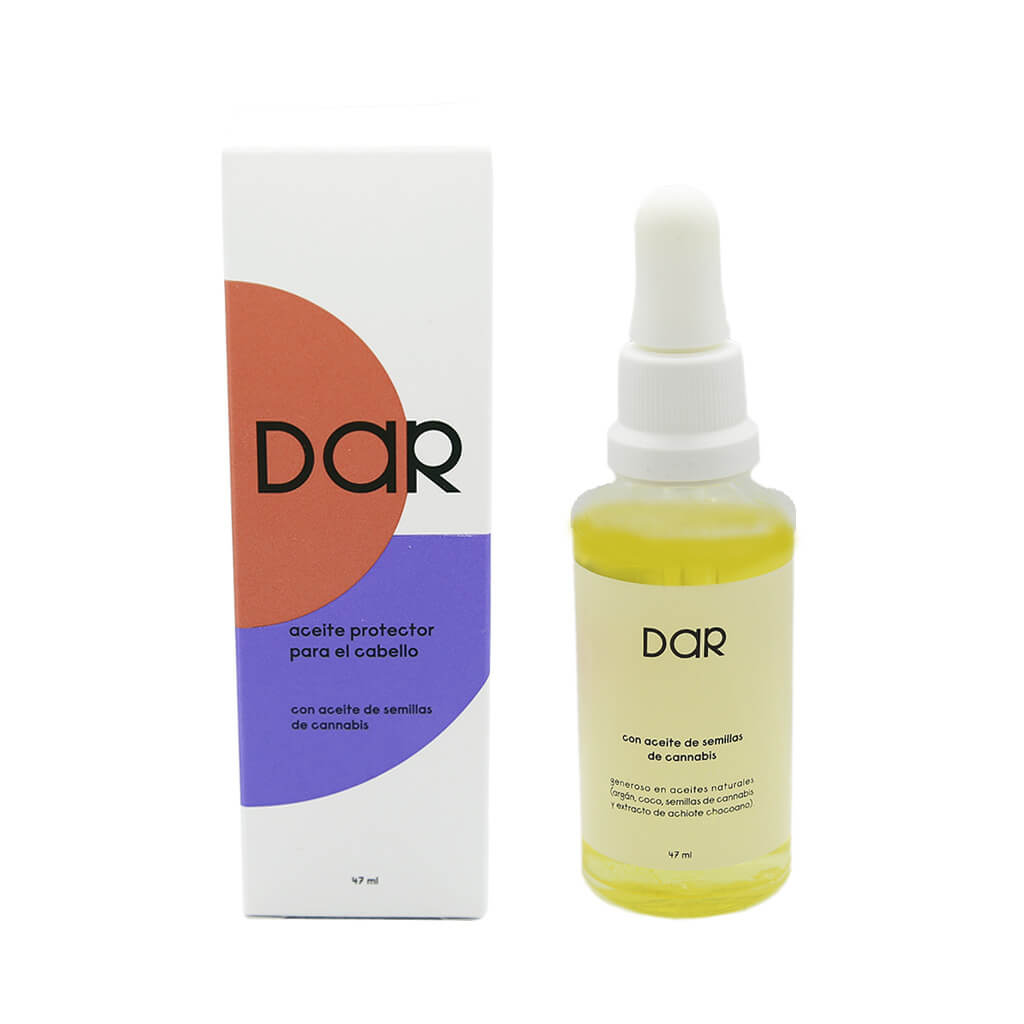 DaR
aceite protector
para el cabello
con aceite de semillas
de cannabis
47 ml
DaR
con aceite de semillas
de cannabis
generoso en aceites naturales
(argán, coco, semillas de cannabis
y extracto de achiote chocoano)
47 ml